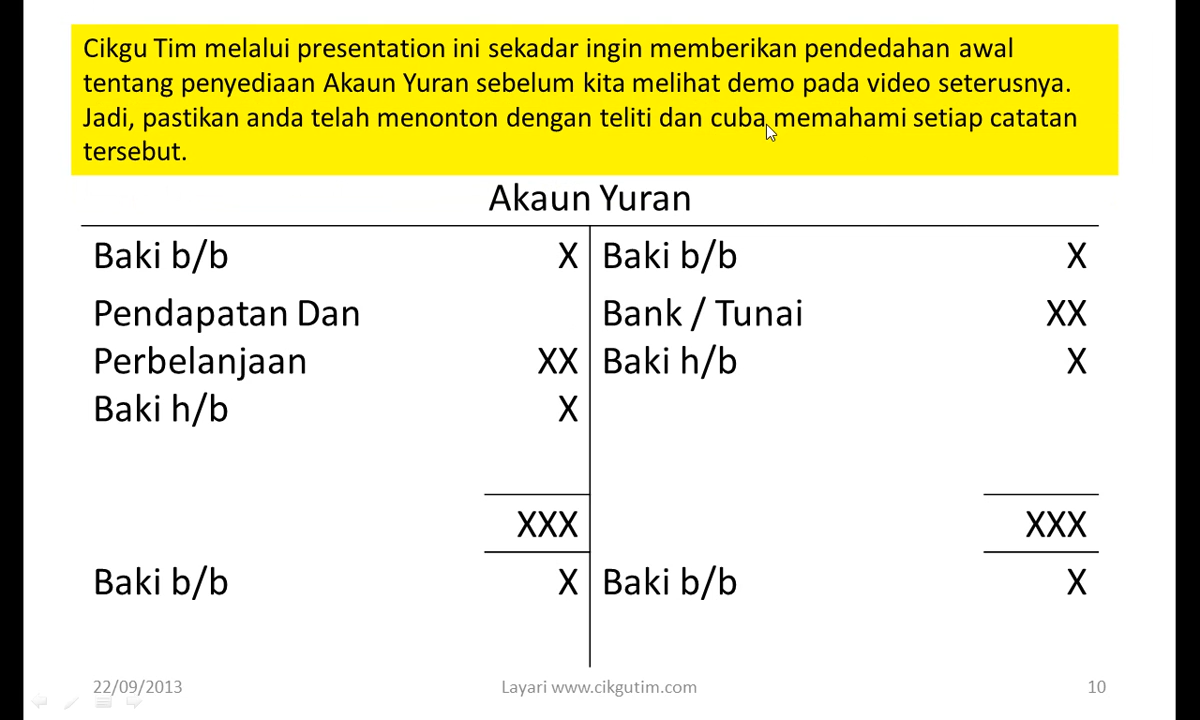 Cikgu Tim melalui presentation ini sekadar ingin memberikan pendedahan awal
tentang penyediaan Akaun Yuran sebelum kita melihat demo pada video seterusnya.
Jadi, pastikan anda telah menonton dengan teliti dan cuba memahami setiap catatan
tersebut.
Akaun Yuran
Baki b/b X Baki b/b X
Pendapatan Dan Bank / Tunai XX
Perbelanjaan XX Baki h/b X
Baki h/b X
XXX XXX
Baki b/b X Baki b/b X
22/09/2013 Layari www.cikgutim.com 10